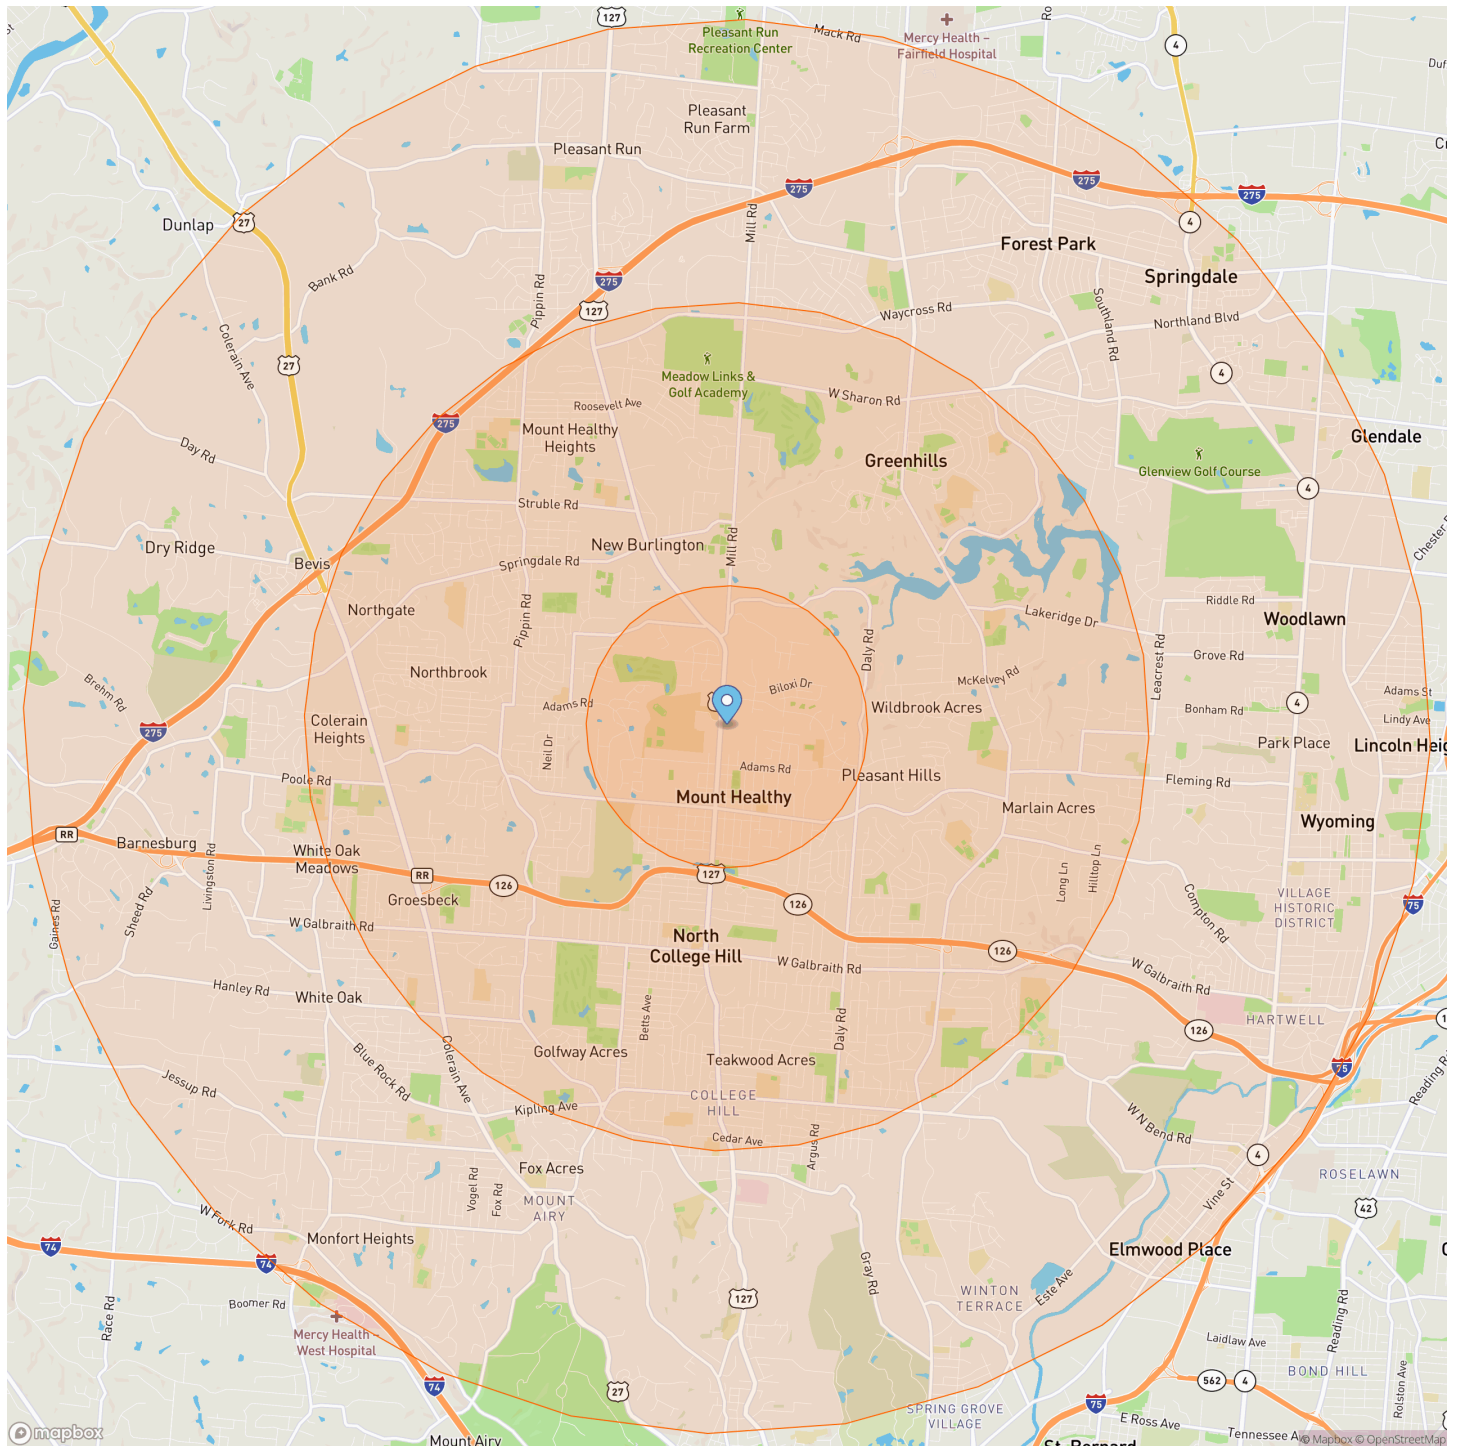 127
Pleasant Run
Recreation Center
Mack Rd
Mercy Health –
Fairfield Hospital
4
Pleasant
Run Farm
Pleasant Run
275
275
275
4
27
Dunlap
Mill Rd
Forest Park
Springdale
Bank Rd
Pippin Rd
275
127
Waycross Rd
Southland Rd
Northland Blvd
Colerain Ave
27
4
Meadow Links &
Golf Academy
W Sharon Rd
Roosevelt Ave
275
Mount Healthy
Heights
Day Rd
Greenhills
Glendale
Glenview Golf Course
4
Struble Rd
Dry Ridge
Bevis
New Burlington
Mill Rd
Springdale Rd
Northgate
Pippin Rd
Daly Rd
Lakeridge Dr
Riddle Rd
Woodlawn
Leacrest Rd
Grove Rd
Northbrook
Brehm Rd
McKelvey Rd
Biloxi Dr
Adams Rd
Wildbrook Acres
4
Adams St
Bonham Rd
Lindy Ave
Colerain
Heights
275
Neil Dr
Park Place
Adams Rd
Pleasant Hills
Poole Rd
Fleming Rd
Mount Healthy
Marlain Acres
Wyoming
RR
Barnesburg
White Oak
Meadows
Livingston Rd
RR
126
127
126
Long Ln
Hilltop Ln
Groesbeck
Sheed Rd
Gaines Rd
W Galbraith Rd
Compton Rd
VILLAGE
HISTORIC
DISTRICT
75
North
College Hill
126
W Galbraith Rd
W Galbraith Rd
Hanley Rd
White Oak
Betts Ave
Daly Rd
126
HARTWELL
Golfway Acres
Teakwood Acres
Colerain Ave
Blue Rock Rd
Jessup Rd
75
COLLEGE
HILL
Kipling Ave
Cedar Ave
Argus Rd
W N Bend Rd
4
Fox Acres
Vogel Rd
Fox Rd
MOUNT
AIRY
ROSELAWN
Vine St
42
W Fork Rd
Monfort Heights
74
74
Elmwood Place
Gray Rd
Este Ave
WINTON
TERRACE
127
Boomer Rd
Race Rd
Mercy Health –
West Hospital
Reading Rd
Laidlaw Ave
BOND HILL
74
27
562
4
75
Rolston Ave
SPRING GROVE
VILLAGE
E Ross Ave
mapbox
Mount Airy
© Mapbox © OpenStreetMap